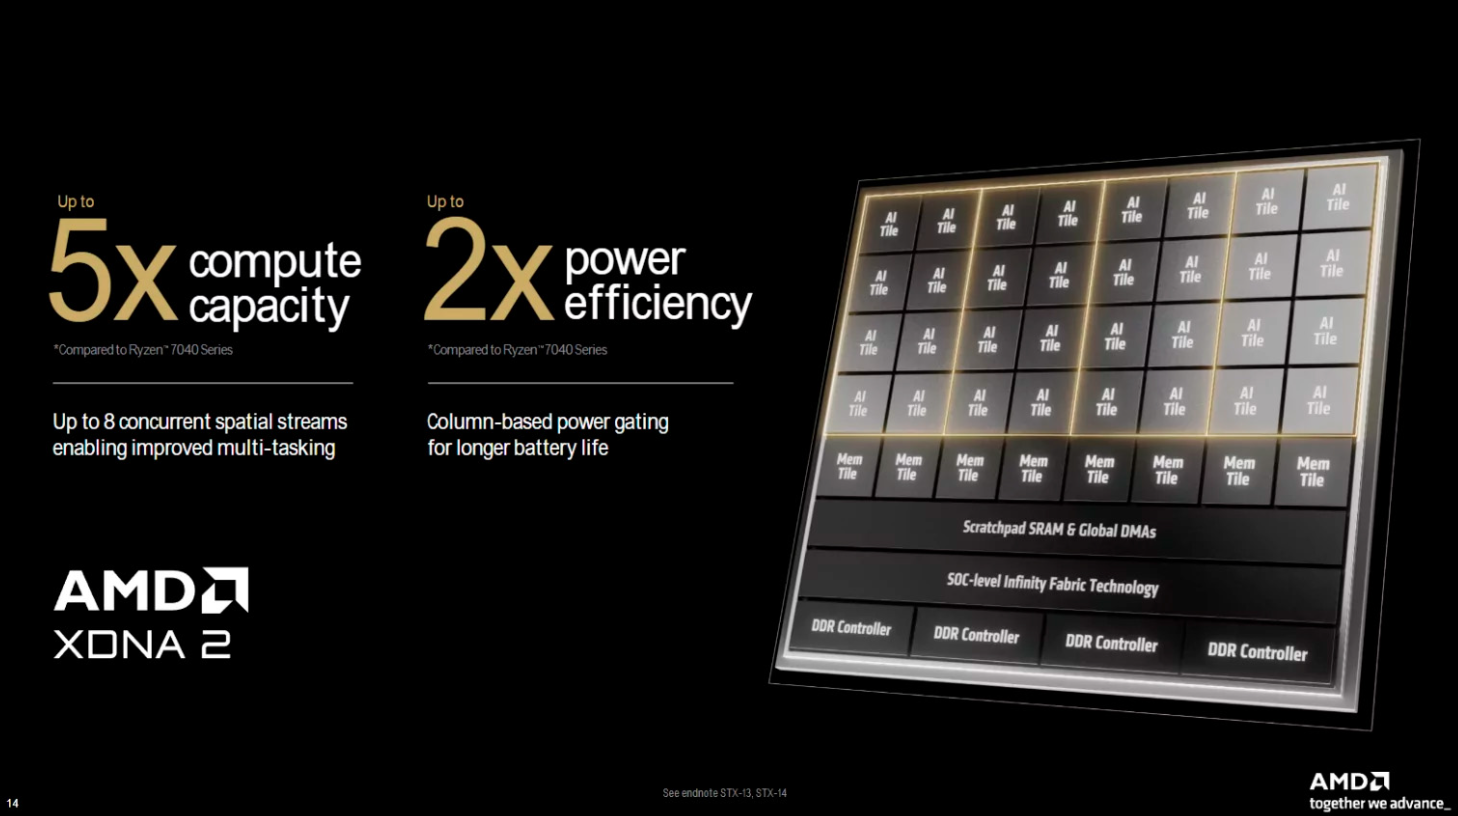 Up to
5x compute
capacity
*Compared to Ryzen™ 7040 Series
Up to 8 concurrent spatial streams
enabling improved multi-tasking
Up to
2x power
efficiency
*Compared to Ryzen™ 7040 Series
Column-based power gating
for longer battery life
AMD
XDNA 2
AI Tile AI Tile AI Tile AI Tile AI Tile AI Tile AI Tile AI Tile
AI Tile AI Tile AI Tile AI Tile AI Tile AI Tile AI Tile AI Tile
AI Tile AI Tile AI Tile AI Tile AI Tile AI Tile AI Tile AI Tile
AI Tile AI Tile AI Tile AI Tile AI Tile AI Tile AI Tile AI Tile
Mem Tile Mem Tile Mem Tile Mem Tile Mem Tile Mem Tile Mem Tile Mem Tile
Scratchpad SRAM & Global DMAs
SOC-level Infinity Fabric Technology
DDR Controller DDR Controller DDR Controller DDR Controller
14
See endnote STX-13, STX-14
AMD
together we advance_